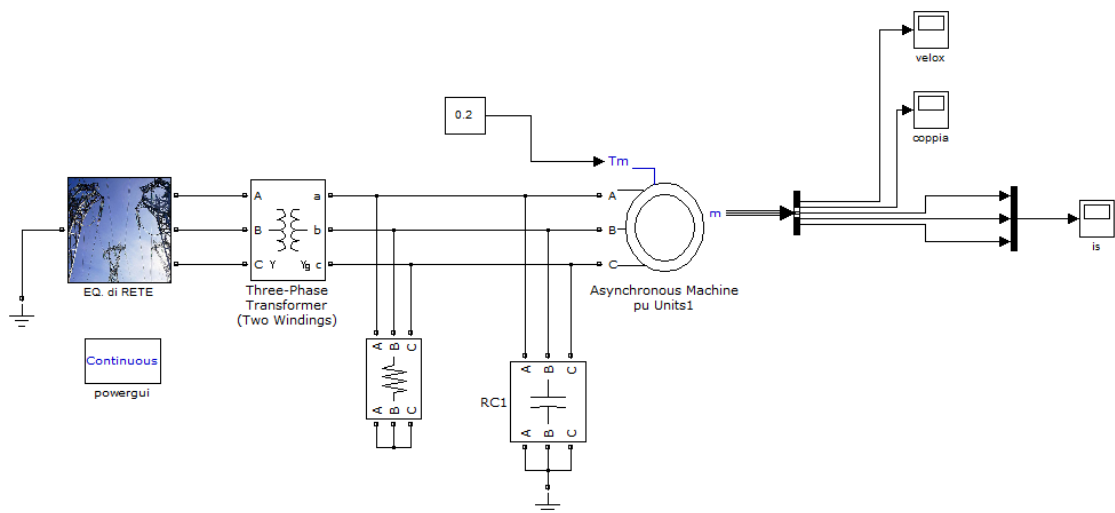 velox
0.2
coppia
Tm
A
A
a
A
m
B
b
B
is
C
Y
Yg
c
C
EQ. di RETE
Three-Phase
Transformer
(Two Windings)
Asynchronous Machine
pu Units1
Continuous
powergui
A B C
A B C
RC1
A B C
A B C